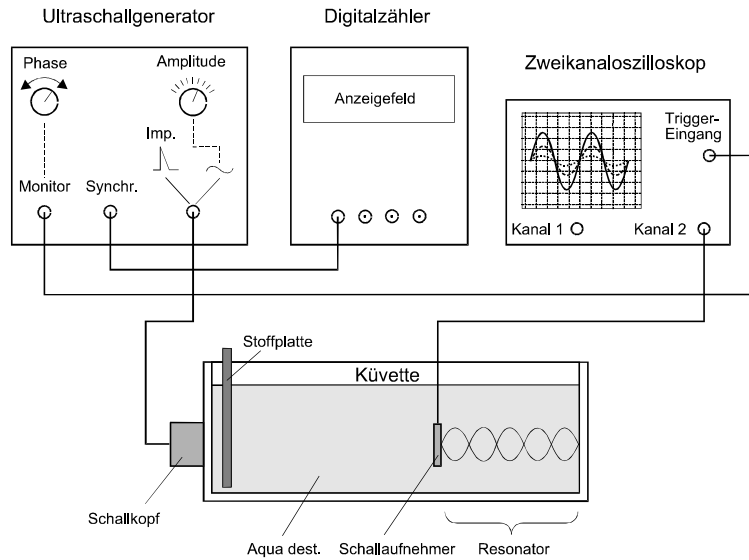 Ultraschallgenerator
Digitalzähler
Zweikanaloszilloskop
Phase
Amplitude
Imp.
Monitor
Synchr.
Anzeigefeld
Trigger-
Eingang
Kanal 1
Kanal 2
Stoffplatte
Küvette
Schallkopf
Aqua dest.
Schallaufnehmer
Resonator